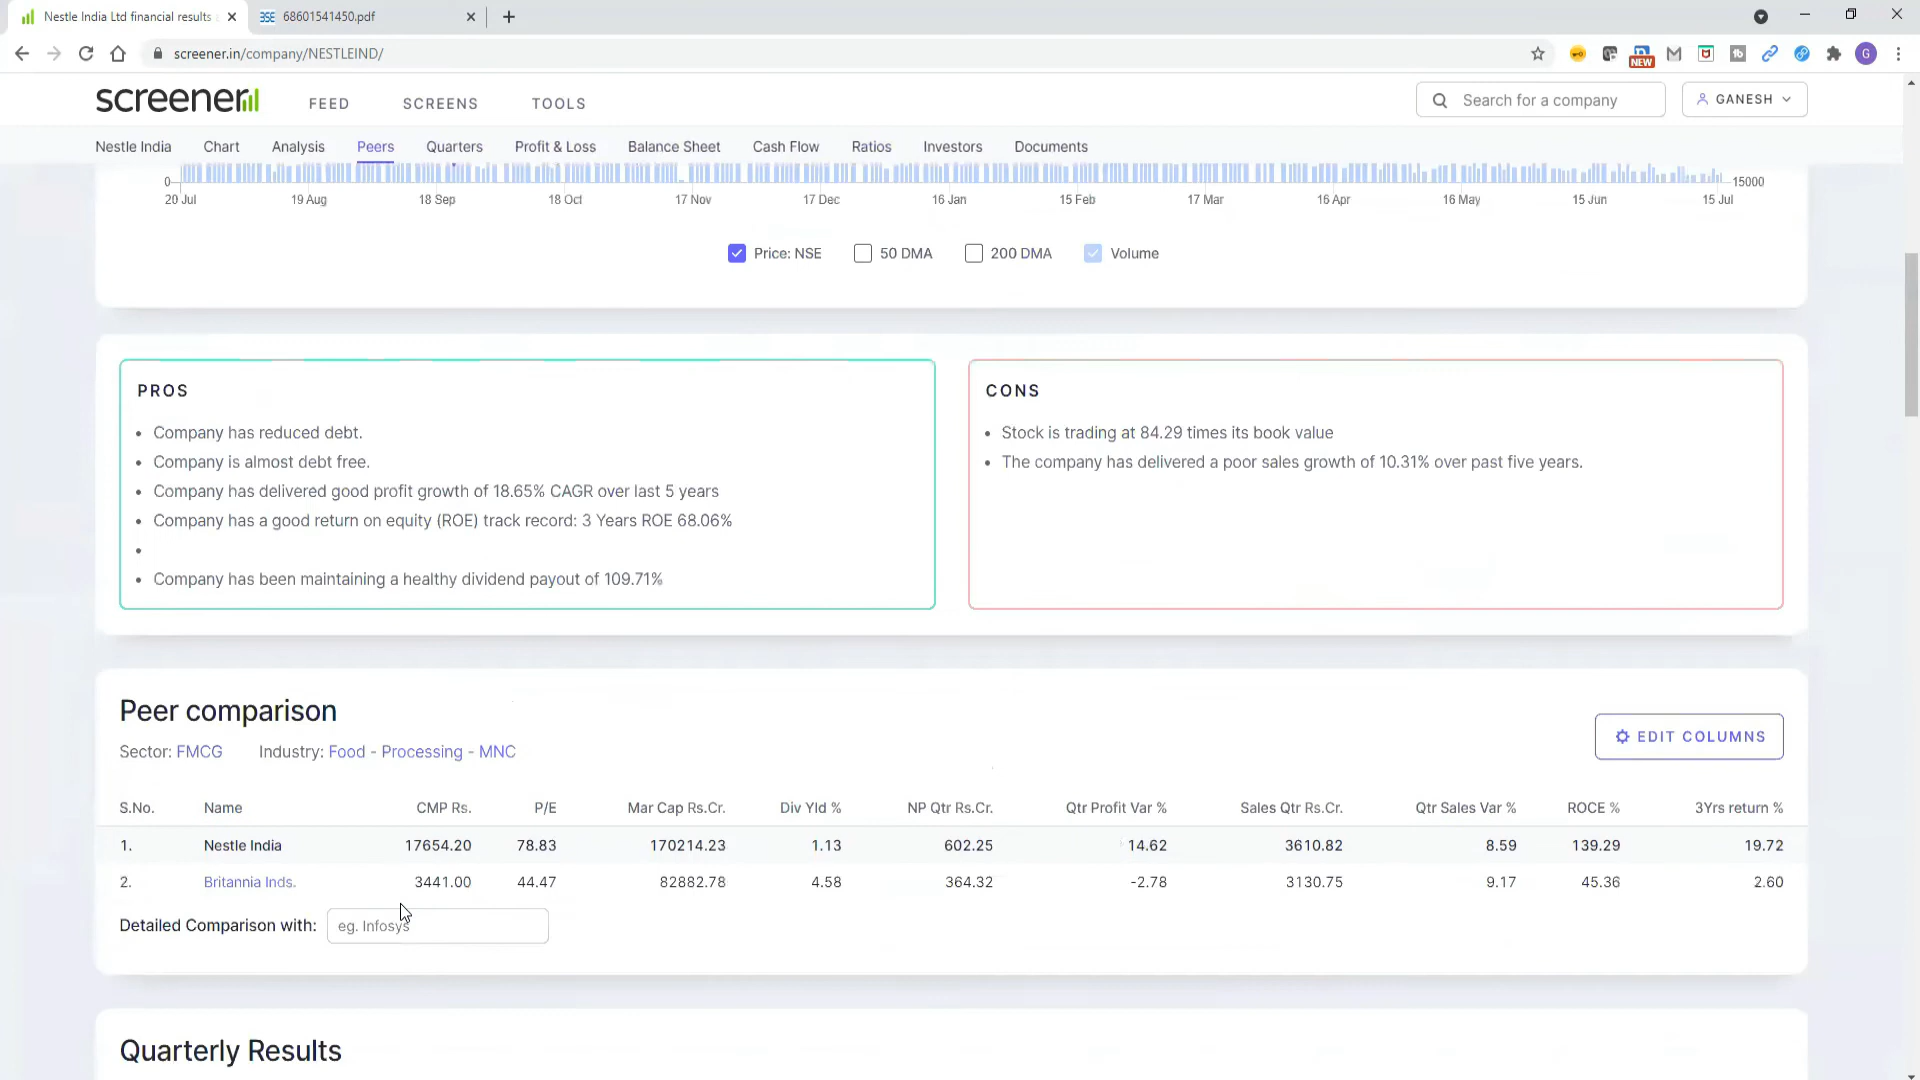 Nestle India Ltd financial results
68601541450.pdf
screener.in/company/NESTLEIND/
NEW
G
screener
FEED
SCREENS
TOOLS
Search for a company
GANESH
Nestle India
Chart
Analysis
Peers
Quarters
Profit & Loss
Balance Sheet
Cash Flow
Ratios
Investors
Documents
0
15000
20 Jul 19 Aug 18 Sep 18 Oct 17 Nov 17 Dec 16 Jan 15 Feb 17 Mar 16 Apr 16 May 15 Jun 15 Jul
Price: NSE 50 DMA 200 DMA Volume
PROS
• Company has reduced debt.
• Company is almost debt free.
• Company has delivered good profit growth of 18.65% CAGR over last 5 years
• Company has a good return on equity (ROE) track record: 3 Years ROE 68.06%
•
• Company has been maintaining a healthy dividend payout of 109.71%
CONS
• Stock is trading at 84.29 times its book value
• The company has delivered a poor sales growth of 10.31% over past five years.
Peer comparison
Sector: FMCG Industry: Food - Processing - MNC
EDIT COLUMNS
S.No. Name CMP Rs. P/E Mar Cap Rs.Cr. Div Yld % NP Qtr Rs.Cr. Qtr Profit Var % Sales Qtr Rs.Cr. Qtr Sales Var % ROCE % 3Yrs return %
1. Nestle India 17654.20 78.83 170214.23 1.13 602.25 14.62 3610.82 8.59 139.29 19.72
2. Britannia Inds. 3441.00 44.47 82882.78 4.58 364.32 -2.78 3130.75 9.17 45.36 2.60
Detailed Comparison with: eg. Infosys
Quarterly Results